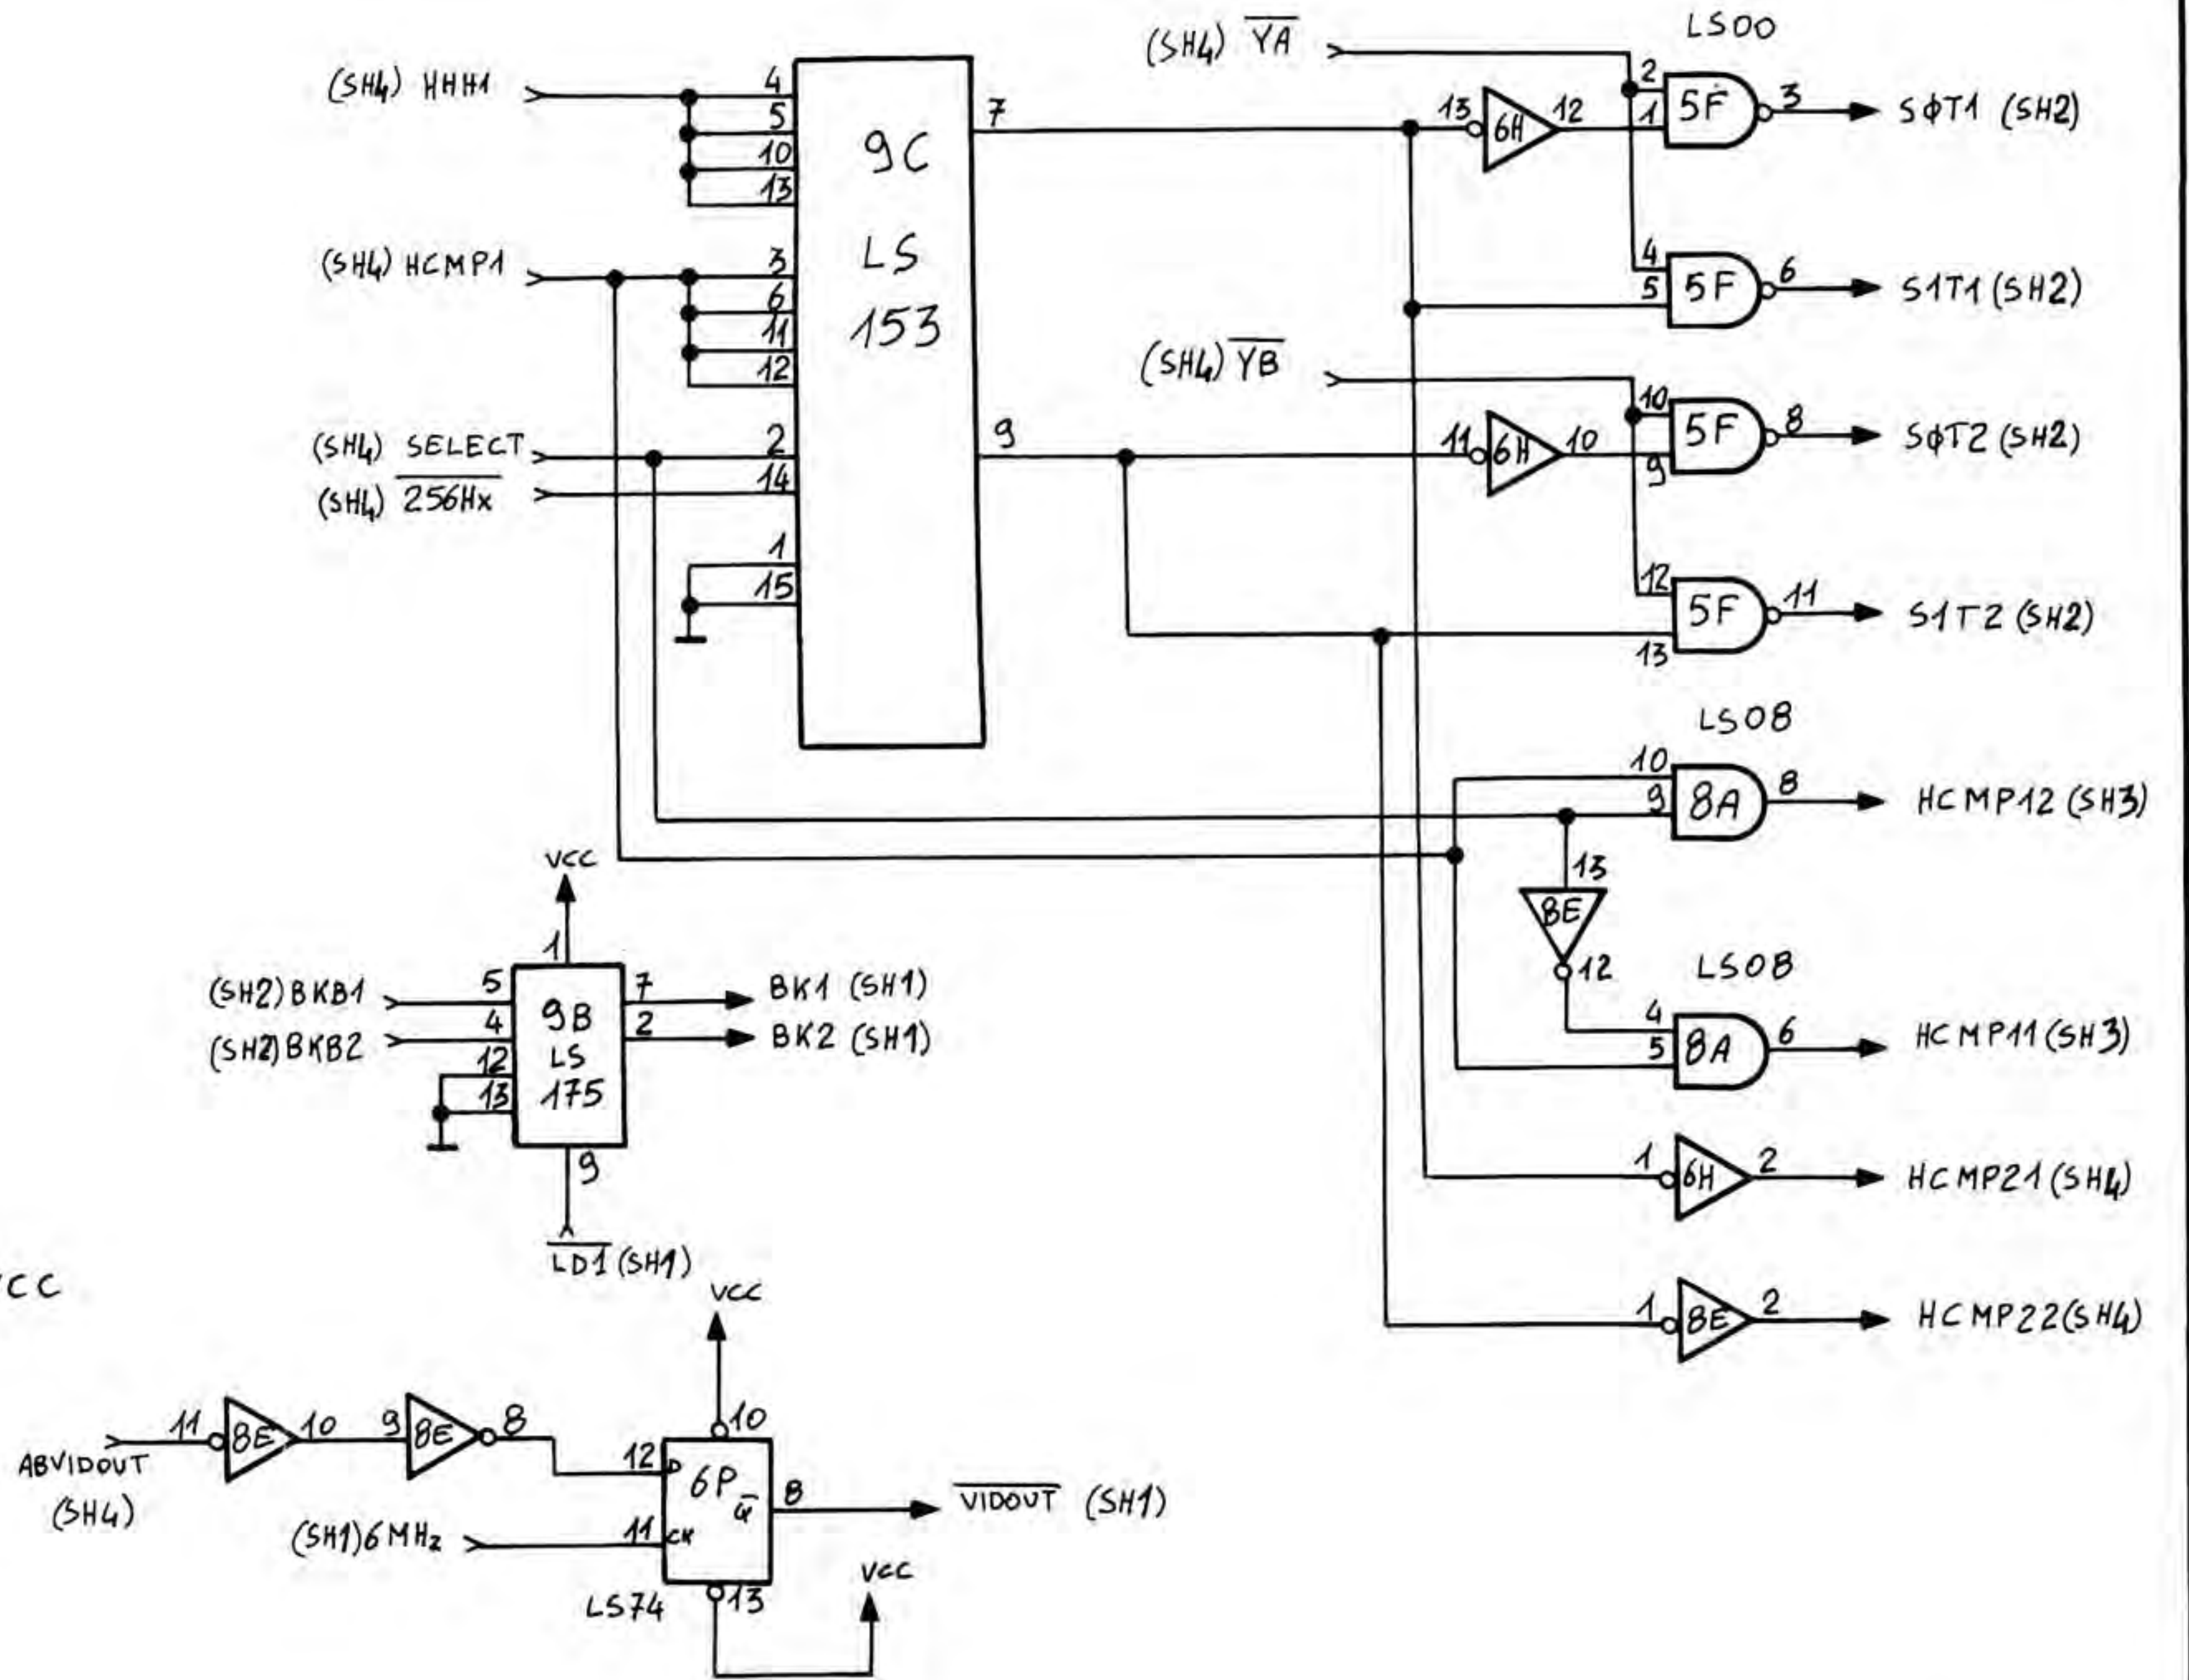 LS00
(SH4) YA
2
1
5F
3
SφT1 (SH2)
13
6H
12
(SH4) HHH1
4
5
10
13
9C
LS
153
7
4
5
5F
6
S1T1 (SH2)
(SH4) HCMP1
3
6
11
12
(SH4) YB
10
9
5F
8
SφT2 (SH2)
11
6H
10
9
(SH4) SELECT
2
(SH4) 256Hx
14
1
15
12
13
5F
11
S1T2 (SH2)
LS08
10
9
8A
8
HCMP12 (SH3)
13
8E
12
LS08
4
5
8A
6
HCMP11 (SH3)
1
6H
2
HCMP21 (SH4)
1
8E
2
HCMP22 (SH4)
VCC
1
(SH2) BKB1
5
(SH2) BKB2
4
12
13
9B
LS
175
7
BK1 (SH1)
2
BK2 (SH1)
9
LD1 (SH1)
CC
VCC
10
ABVIDOUT
(SH4)
11
8E
10
9
8E
8
12
D
6P
Q
8
VIDOUT (SH1)
(SH1) 6MHz
11
CK
LS74
13
VCC